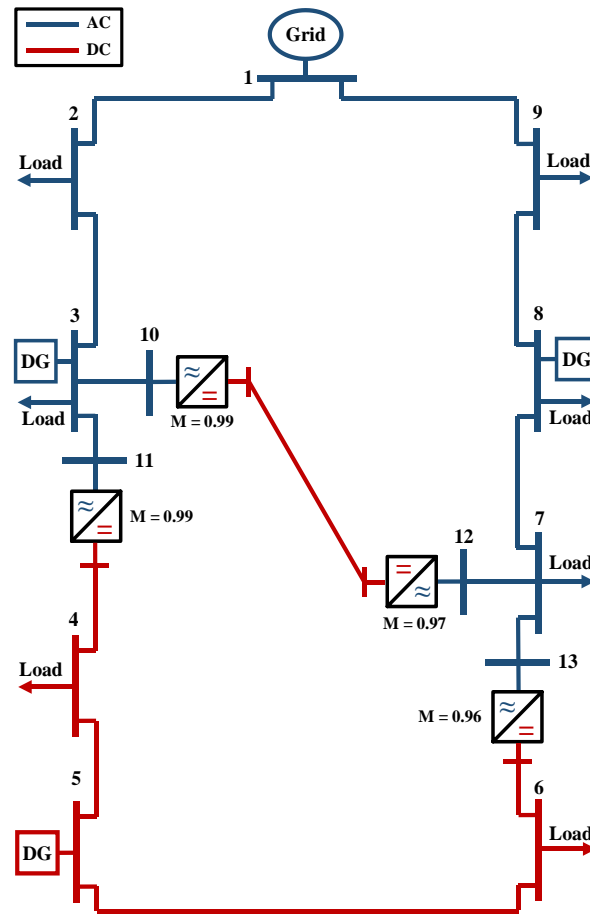 AC
DC
Grid
1
2
9
Load
Load
3
10
8
DG
DG
Load
Load
M = 0.99
11
M = 0.99
12
7
Load
M = 0.97
13
4
M = 0.96
Load
5
6
DG
Load